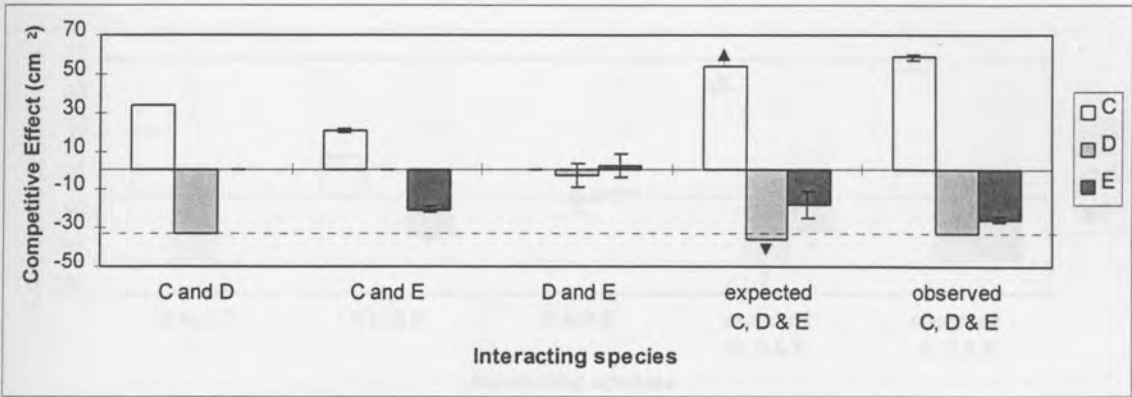 Competitive Effect (cm ²)
70
50
30
10
-10
-30
-50
C and D
C and E
D and E
expected
C, D & E
observed
C, D & E
Interacting species
C
D
E